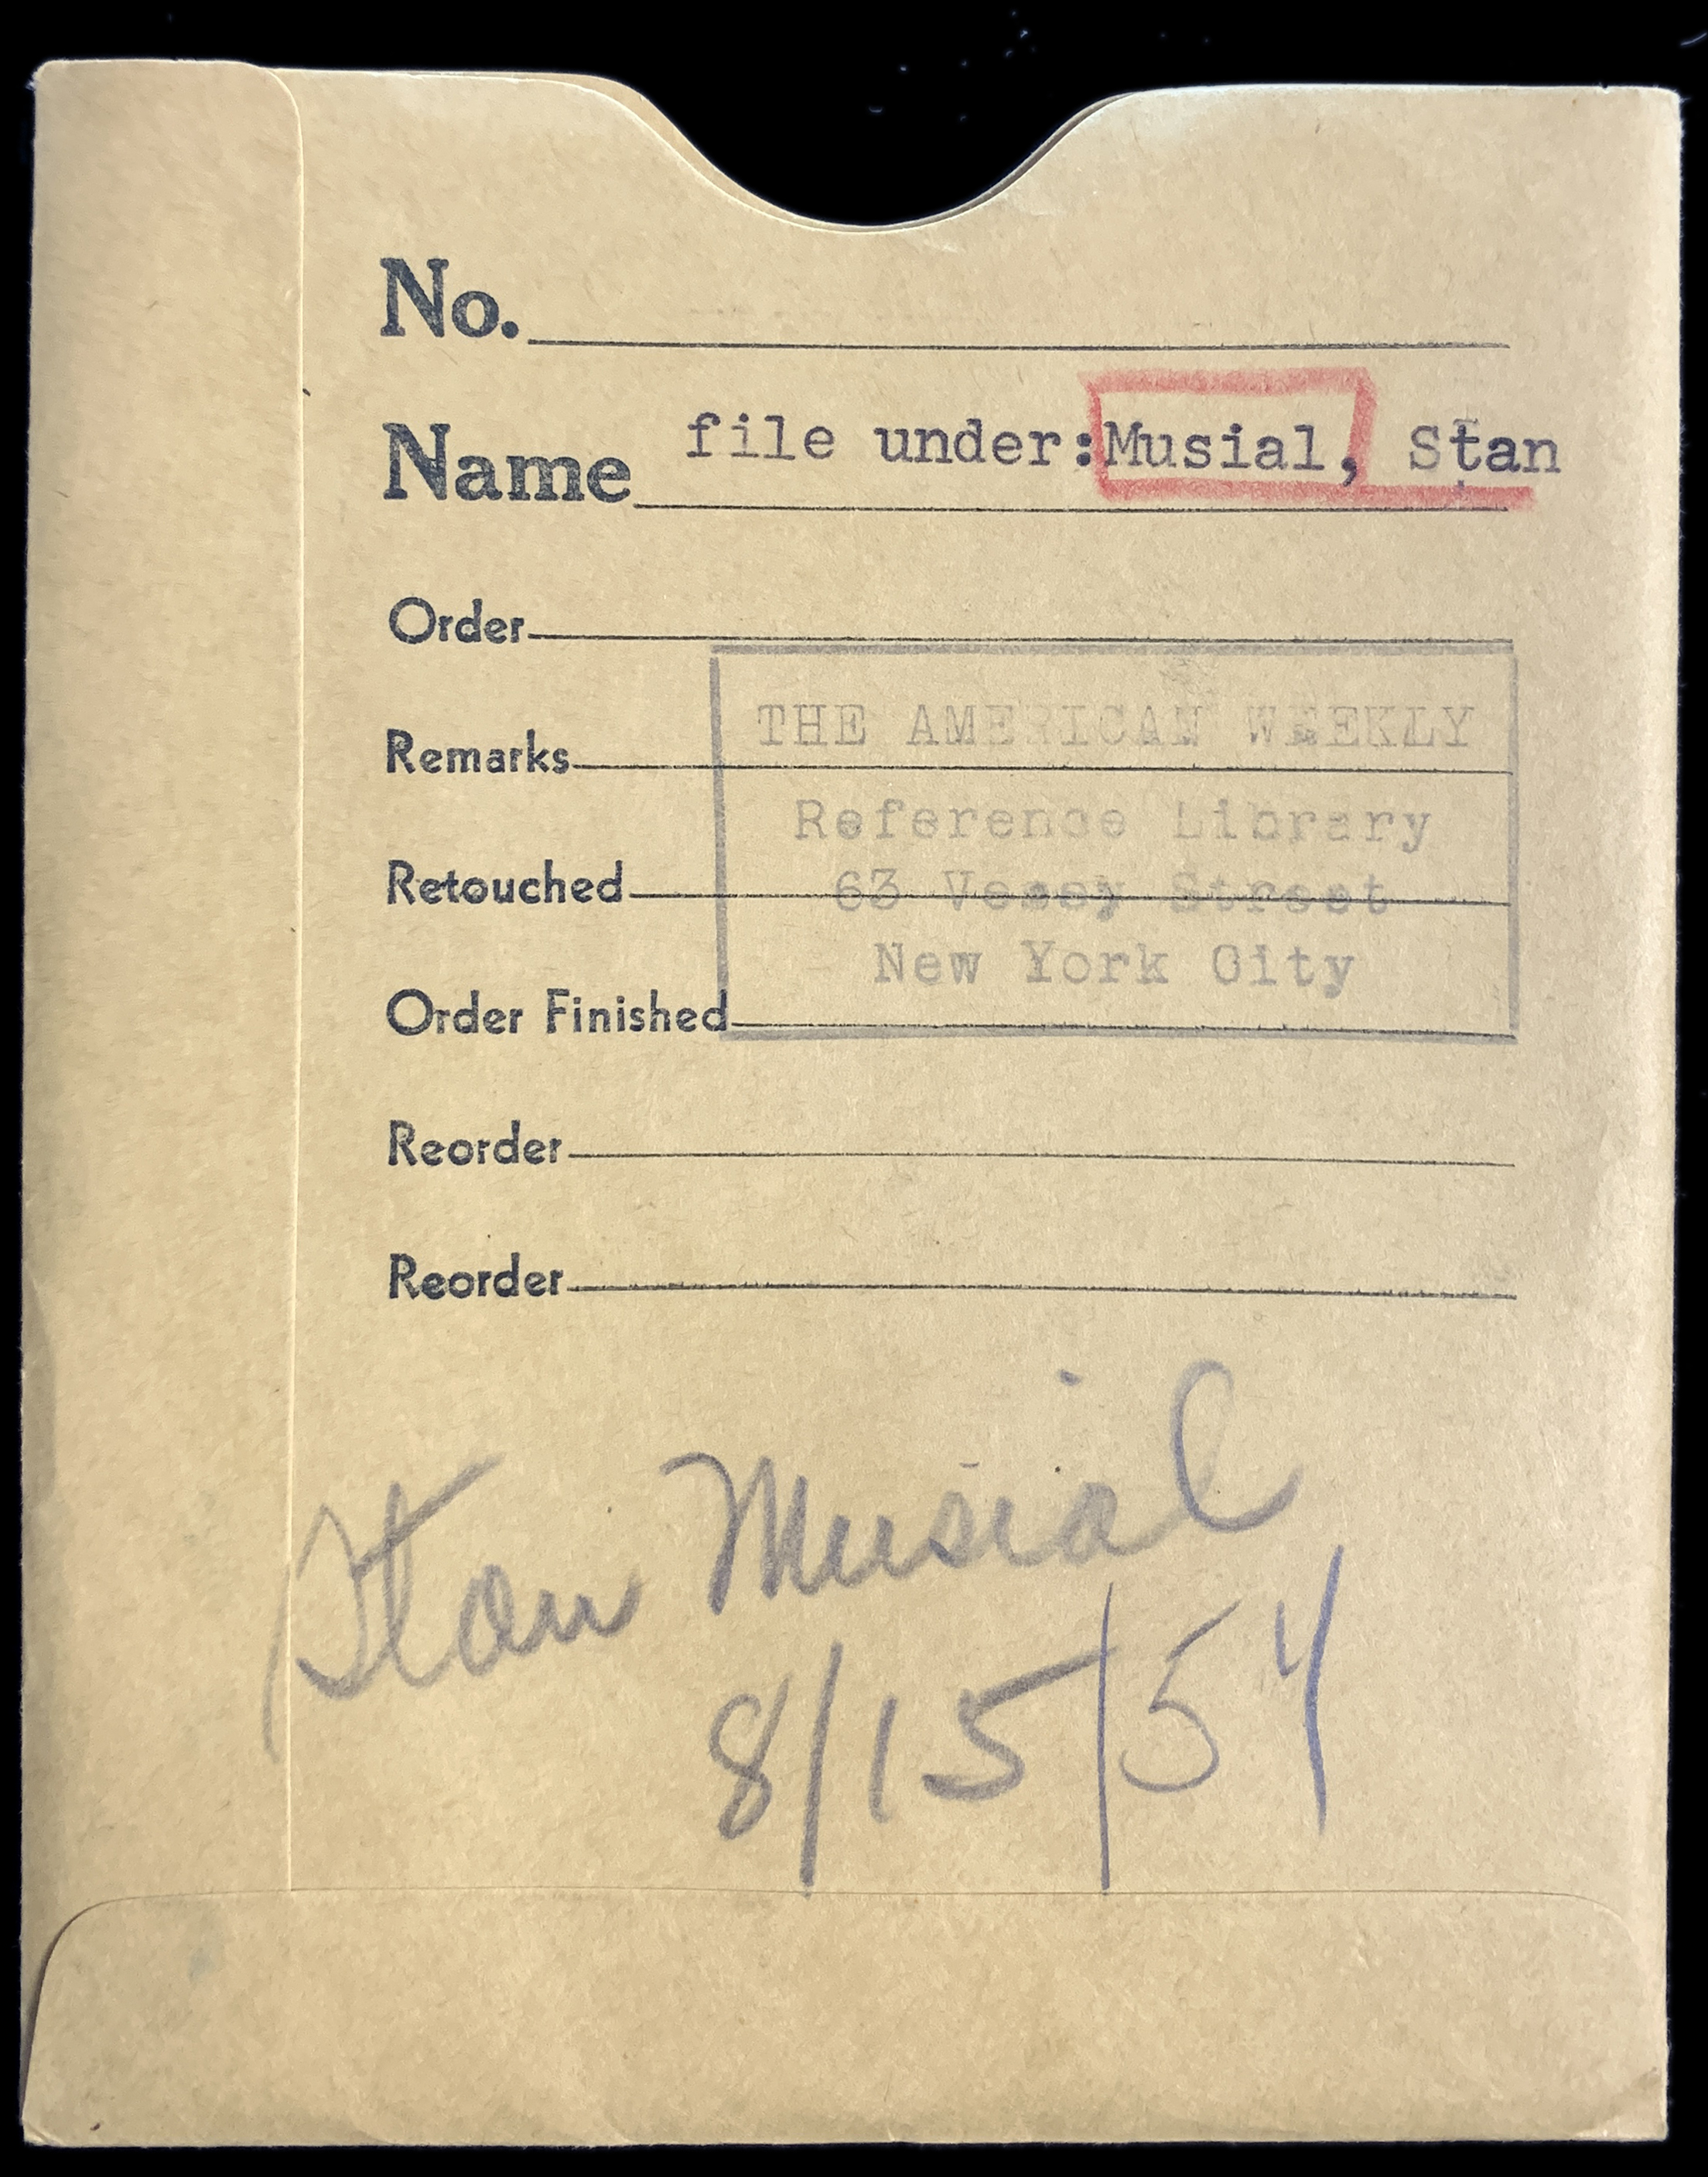 No.
Name file under:Musial, Stan
Order
THE AMERICAN WEEKLY
Remarks
Reference Library
Retouched 63 Vesey Street
New York City
Order Finished
Reorder
Reorder
Stan Musial
8/15/54